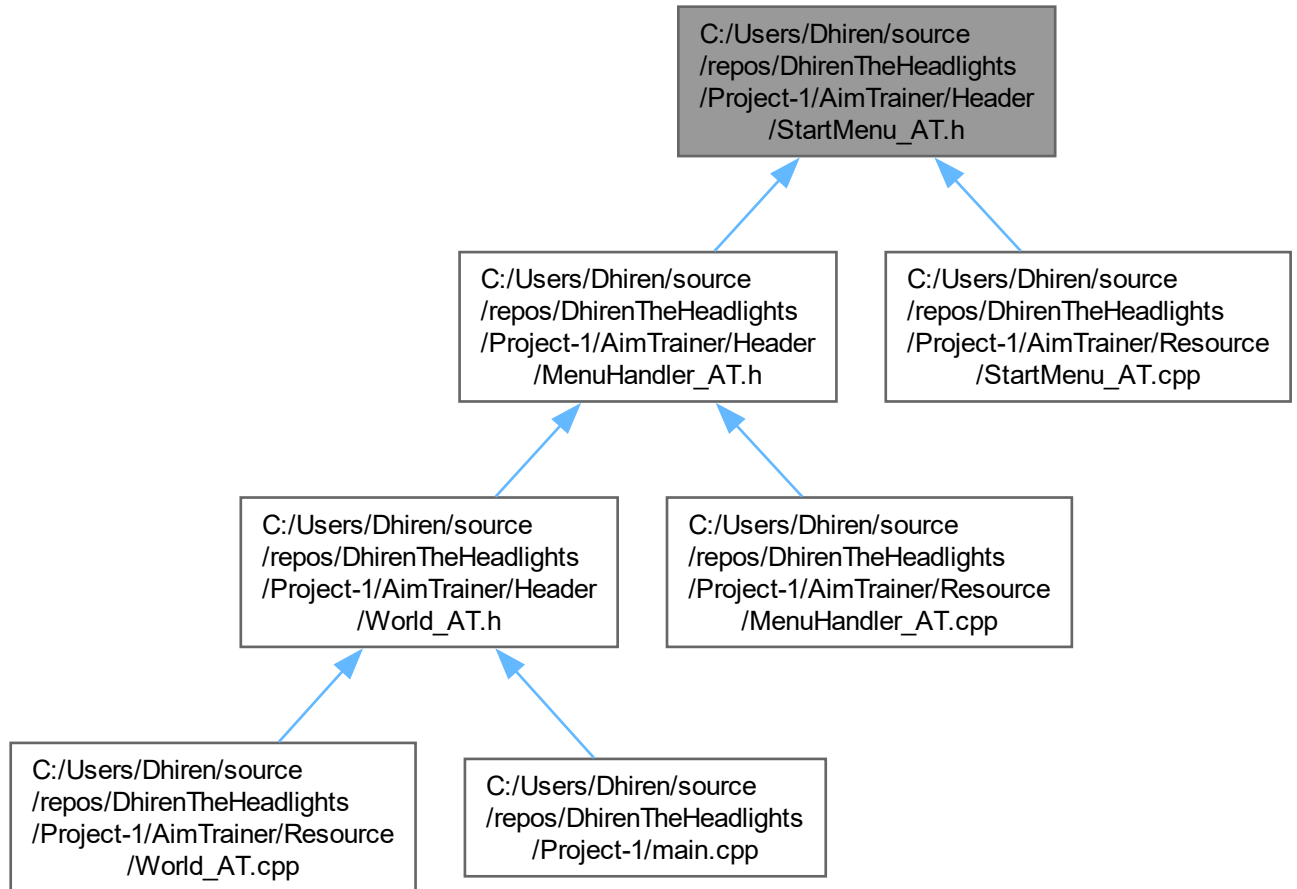 C:/Users/Dhiren/source
/repos/DhirenTheHeadlights
/Project-1/AimTrainer/Header
/StartMenu_AT.h
C:/Users/Dhiren/source
/repos/DhirenTheHeadlights
/Project-1/AimTrainer/Header
/MenuHandler_AT.h
C:/Users/Dhiren/source
/repos/DhirenTheHeadlights
/Project-1/AimTrainer/Resource
/StartMenu_AT.cpp
C:/Users/Dhiren/source
/repos/DhirenTheHeadlights
/Project-1/AimTrainer/Header
/World_AT.h
C:/Users/Dhiren/source
/repos/DhirenTheHeadlights
/Project-1/AimTrainer/Resource
/MenuHandler_AT.cpp
C:/Users/Dhiren/source
/repos/DhirenTheHeadlights
/Project-1/AimTrainer/Resource
/World_AT.cpp
C:/Users/Dhiren/source
/repos/DhirenTheHeadlights
/Project-1/main.cpp